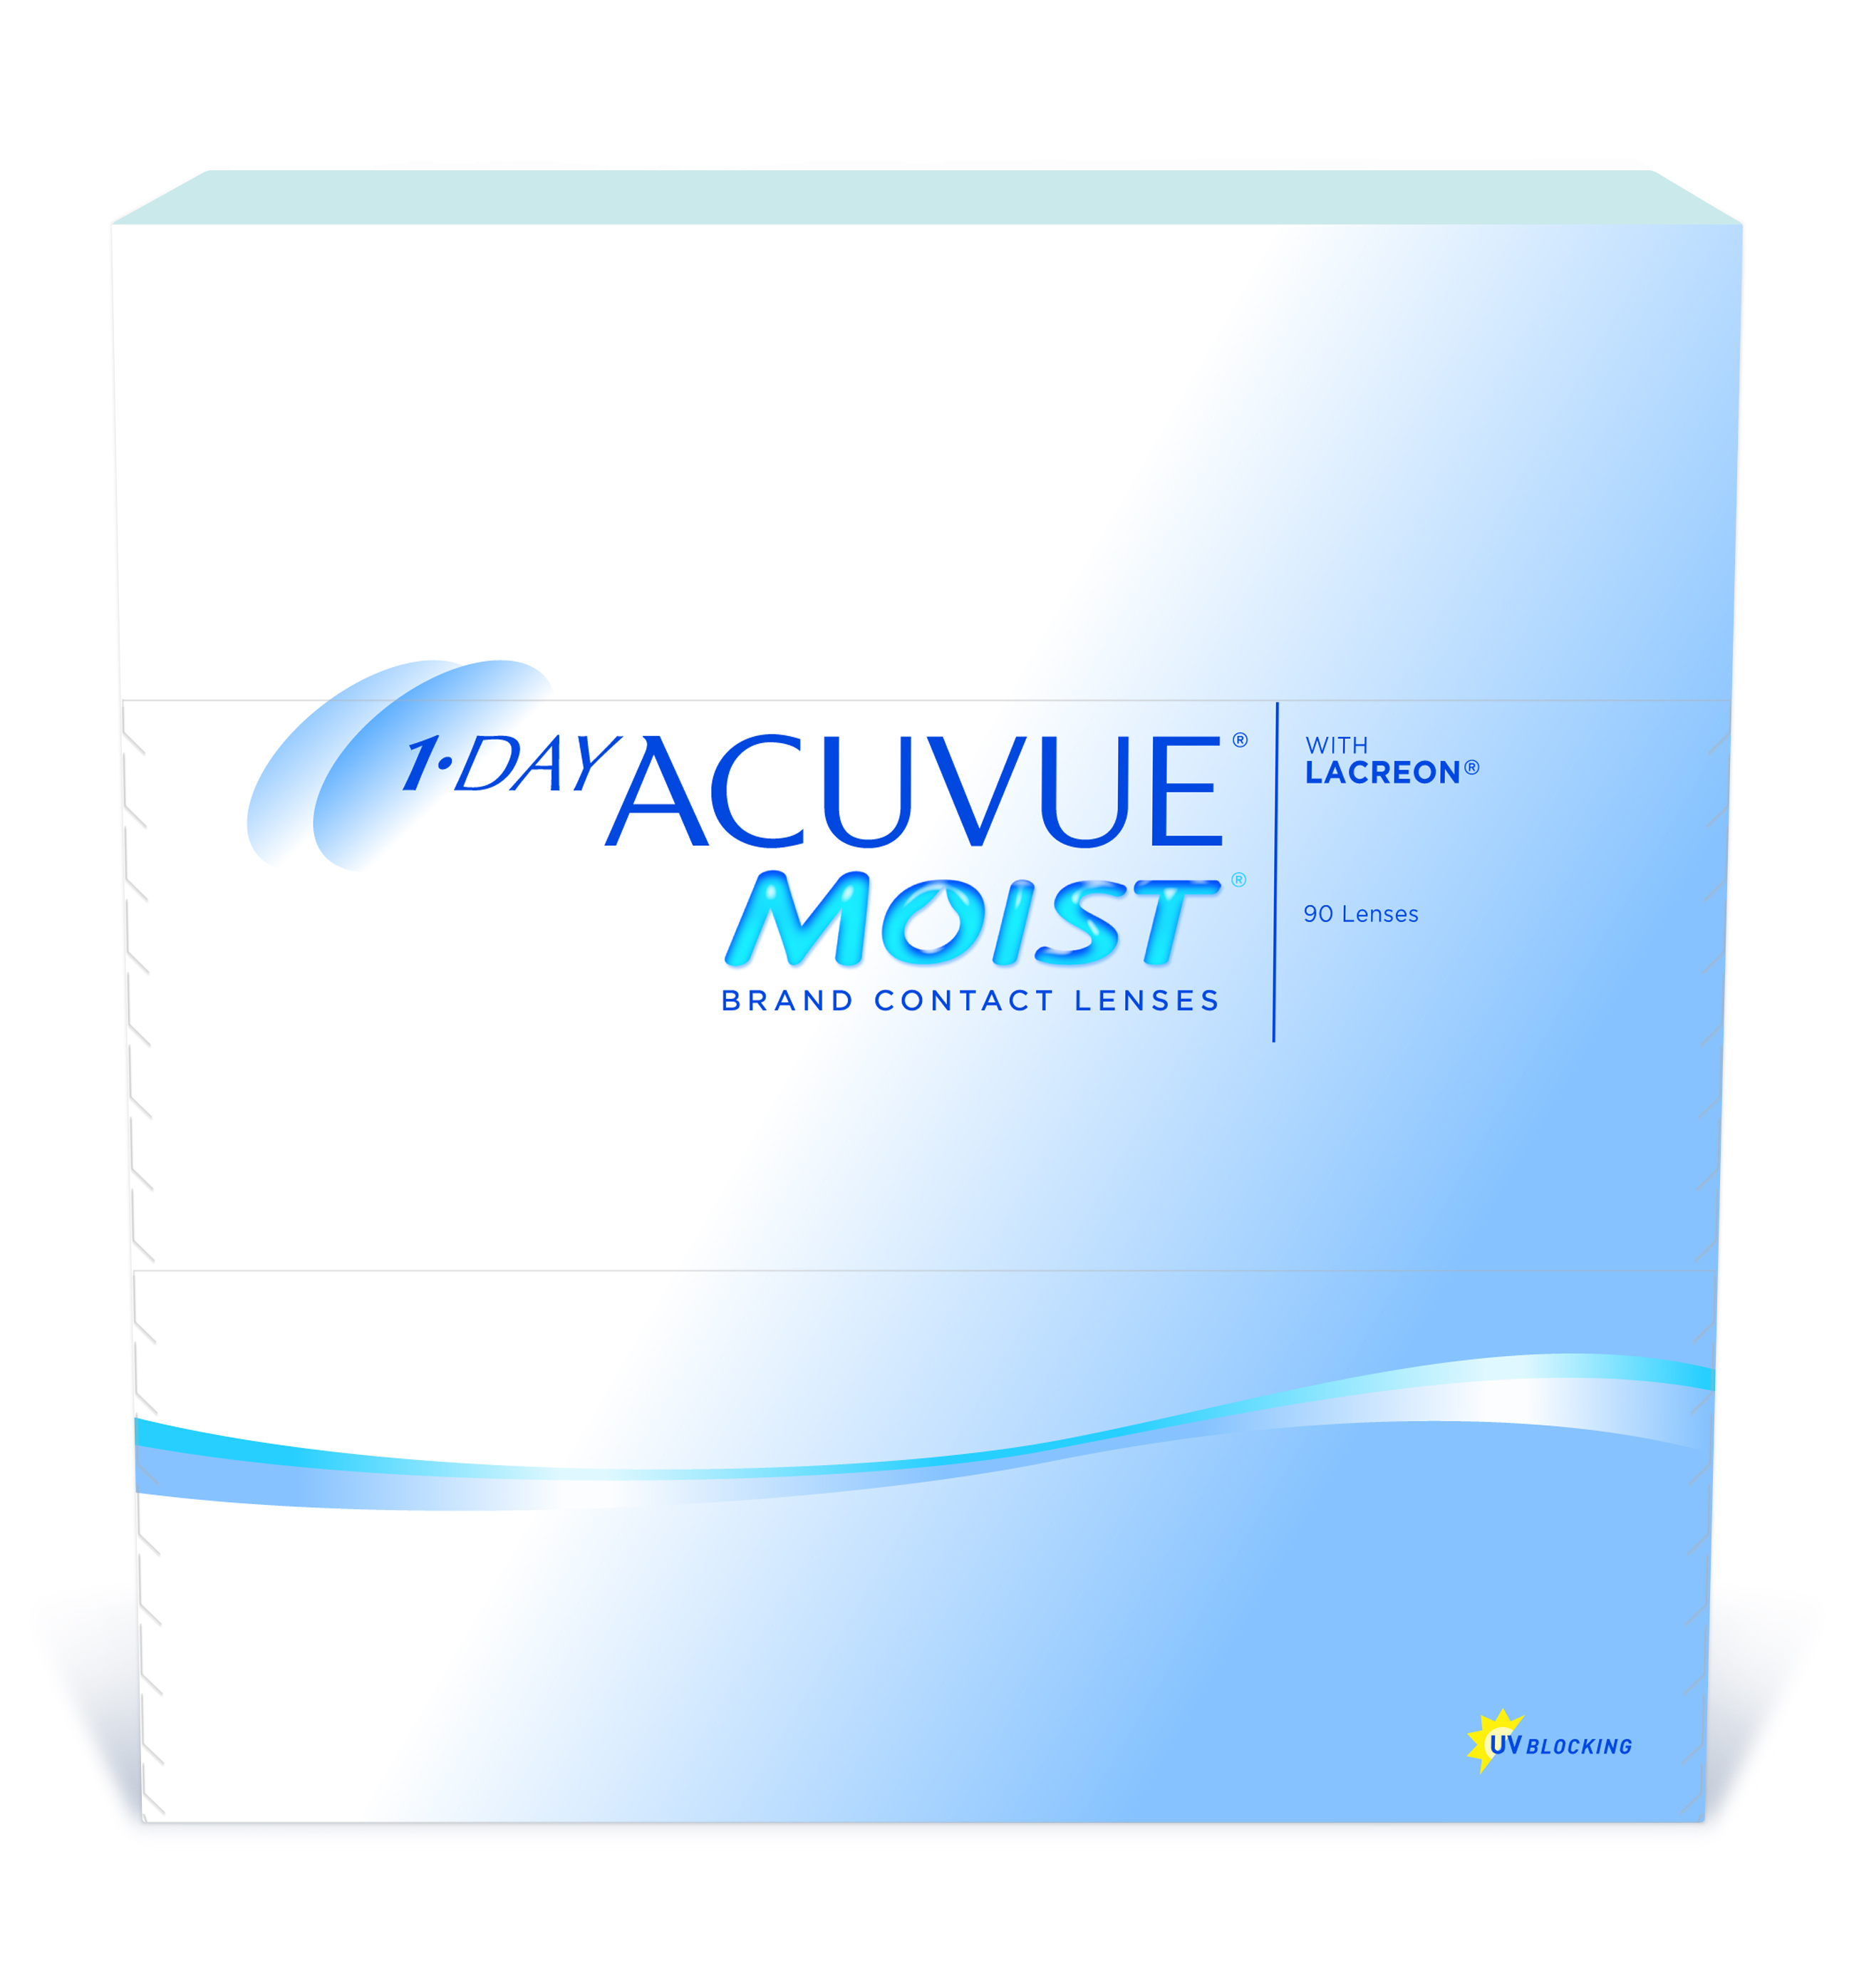 1·DAY ACUVUE®
MOIST®
BRAND CONTACT LENSES
WITH
LACREON®
90 Lenses
UV BLOCKING